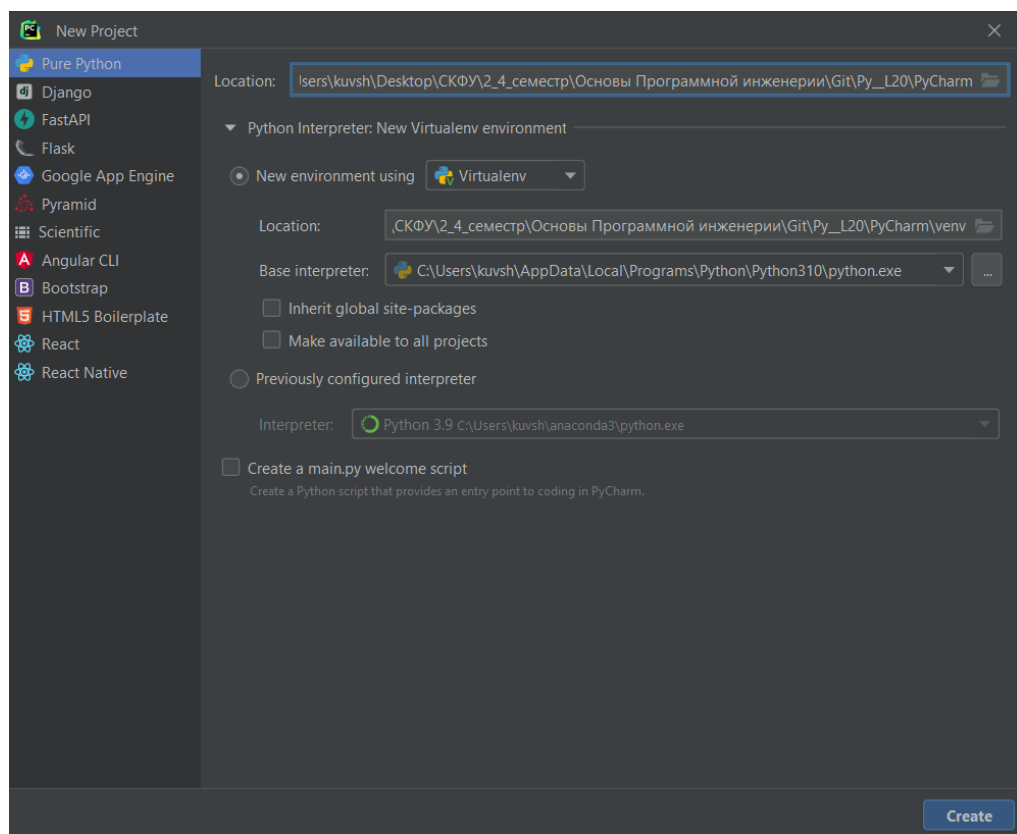 New Project
Pure Python
Django
FastAPI
Flask
Google App Engine
Pyramid
Scientific
Angular CLI
Bootstrap
HTML5 Boilerplate
React
React Native
Location: sers\kuvsh\Desktop\СКФУ\2_4_семестр\Основы Программной инженерии\Git\Py__L20\PyCharm
Python Interpreter: New Virtualenv environment
New environment using Virtualenv
Location: СКФУ\2_4_семестр\Основы Программной инженерии\Git\Py__L20\PyCharm\venv
Base interpreter: C:\Users\kuvsh\AppData\Local\Programs\Python\Python310\python.exe ...
Inherit global site-packages
Make available to all projects
Previously configured interpreter
Interpreter: Python 3.9 C:\Users\kuvsh\anaconda3\python.exe
Create a main.py welcome script
Create a Python script that provides an entry point to coding in PyCharm.
Create